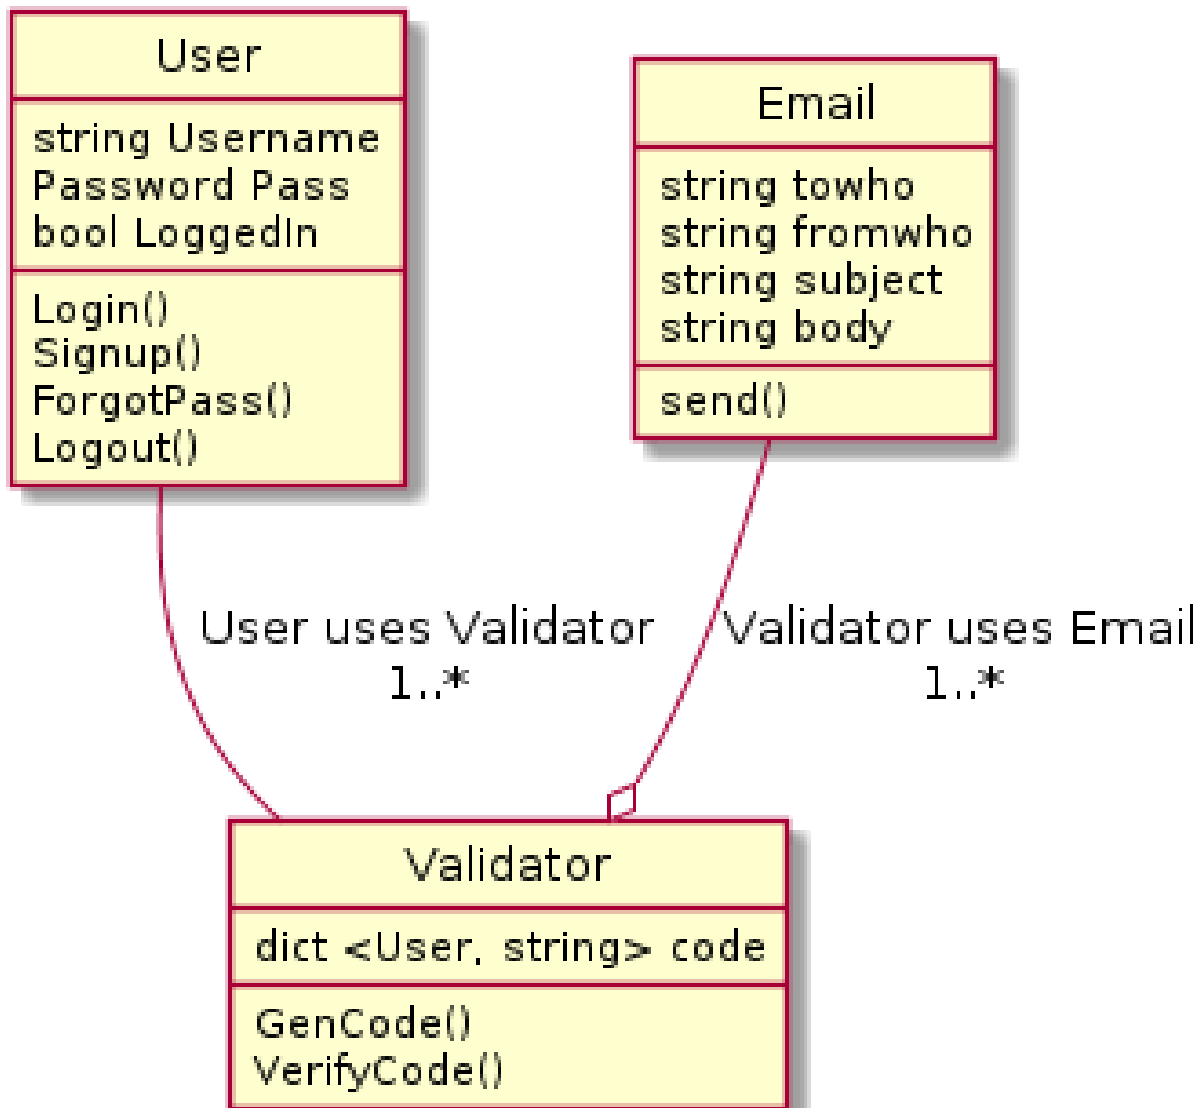 User
string Username
Password Pass
bool LoggedIn
Login()
Signup()
ForgotPass()
Logout()
Email
string towho
string fromwho
string subject
string body
send()
User uses Validator
1..*
Validator uses Email
1..*
Validator
dict <User, string> code
GenCode()
VerifyCode()